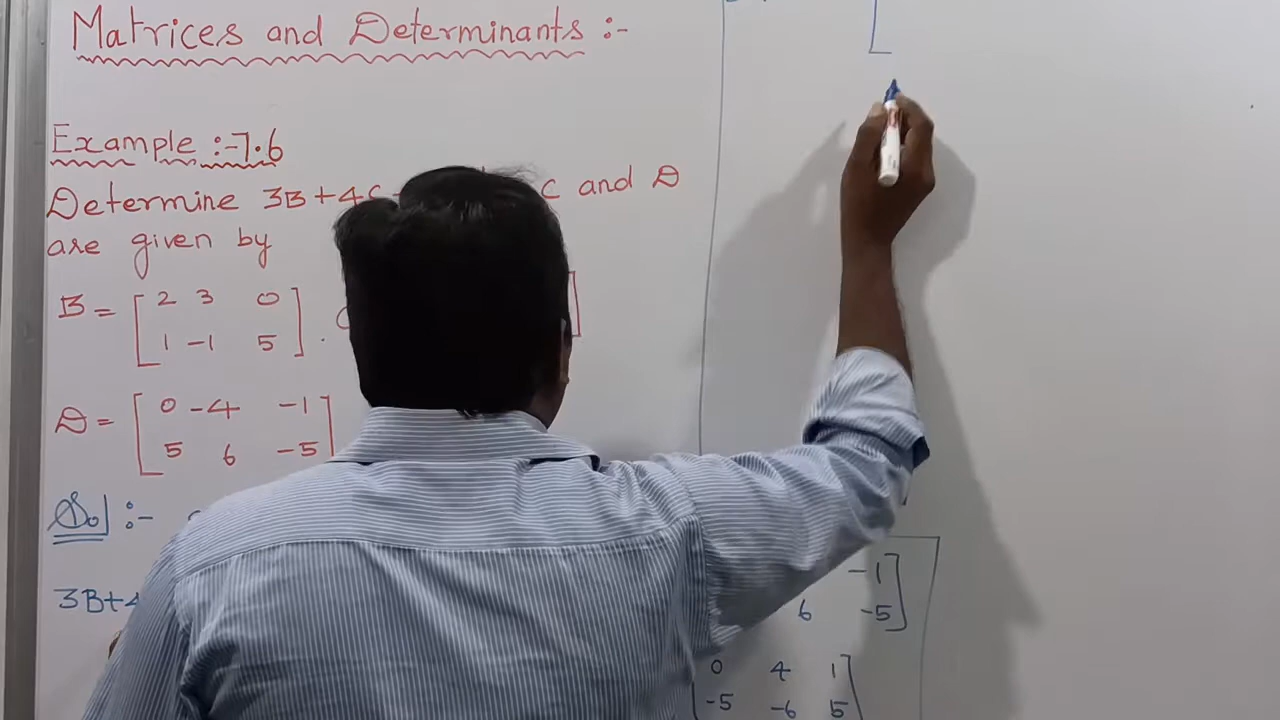 Matrices and Determinants :-
Example :- 7.6
Determine 3B+4C C and D
are given by
B = [ 2 3 0 ] .
1 -1 5
D = [ 0 -4 -1 ]
5 6 -5
Sol :-
3B+4
-1
6 -5
0 4 1
-5 -6 5